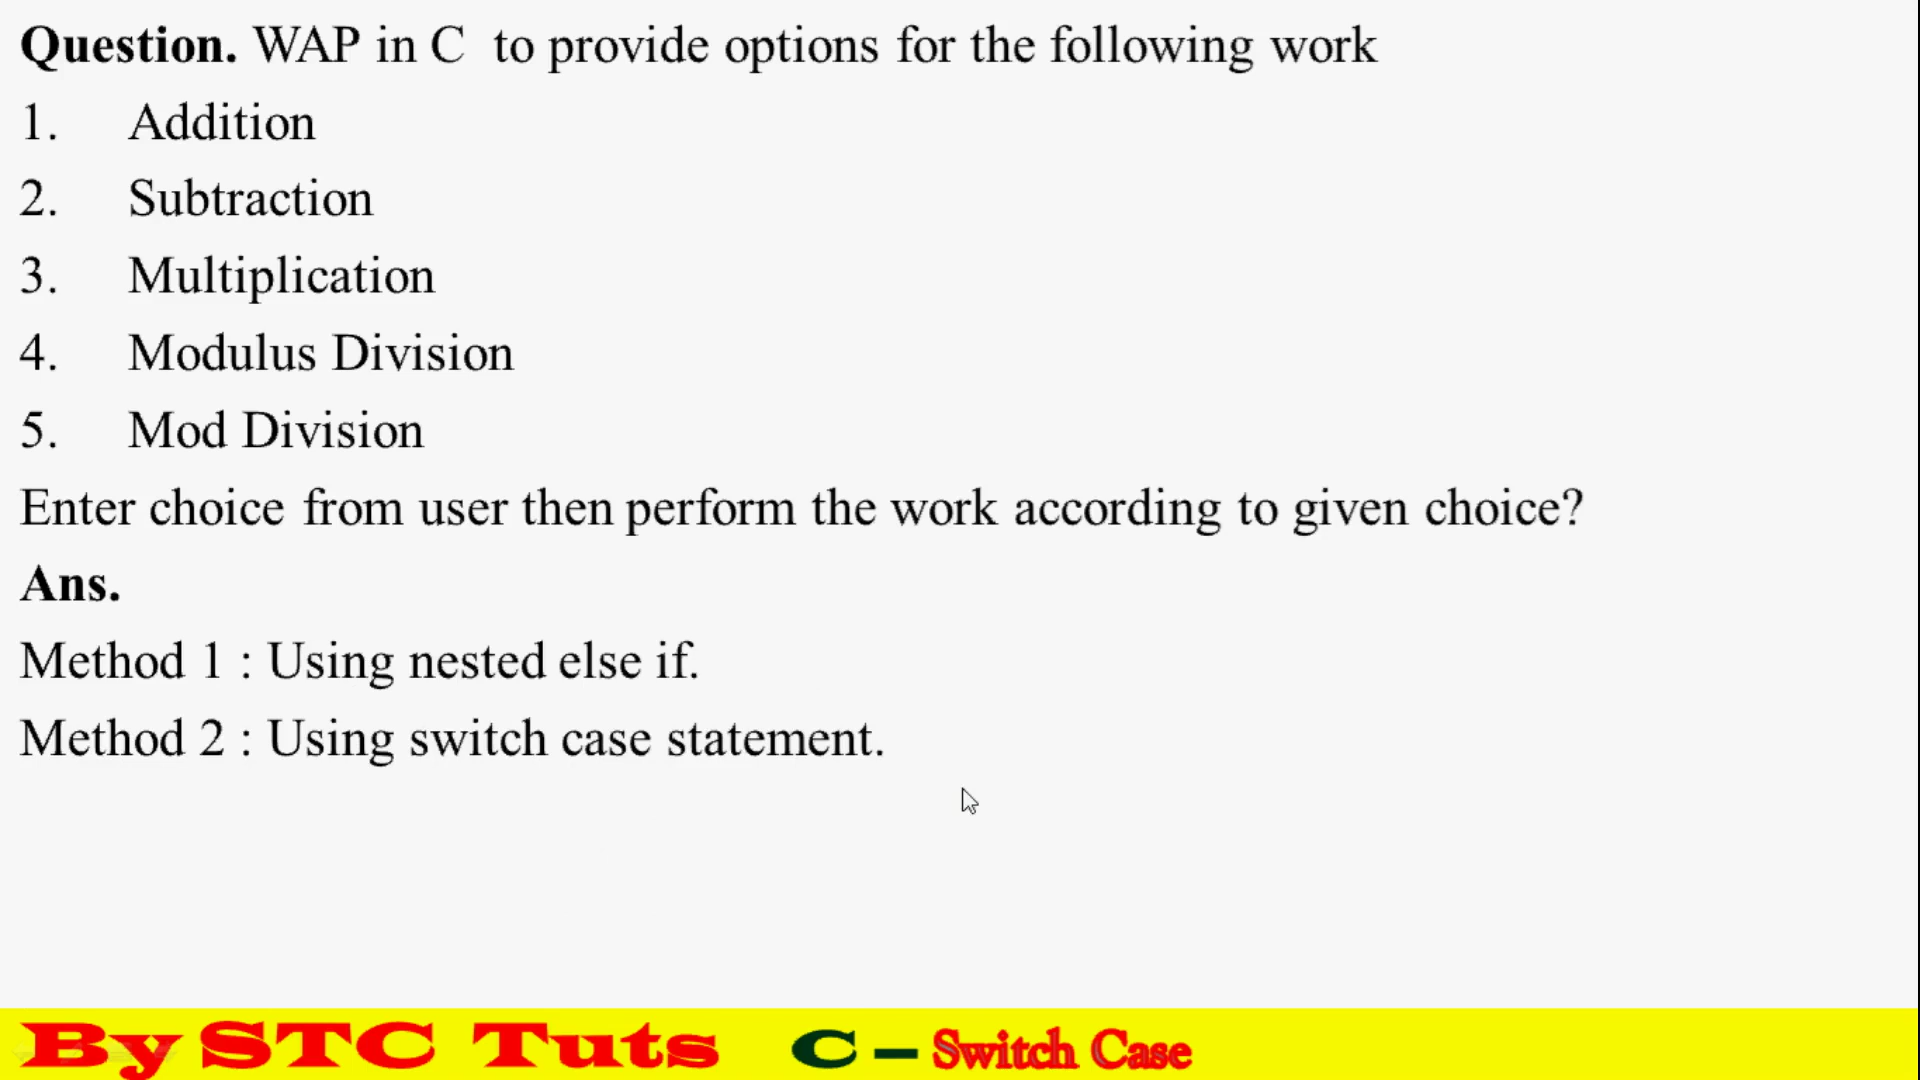 Question. WAP in C to provide options for the following work
1. Addition
2. Subtraction
3. Multiplication
4. Modulus Division
5. Mod Division
Enter choice from user then perform the work according to given choice?
Ans.
Method 1 : Using nested else if.
Method 2 : Using switch case statement.
By STC Tuts C – Switch Case